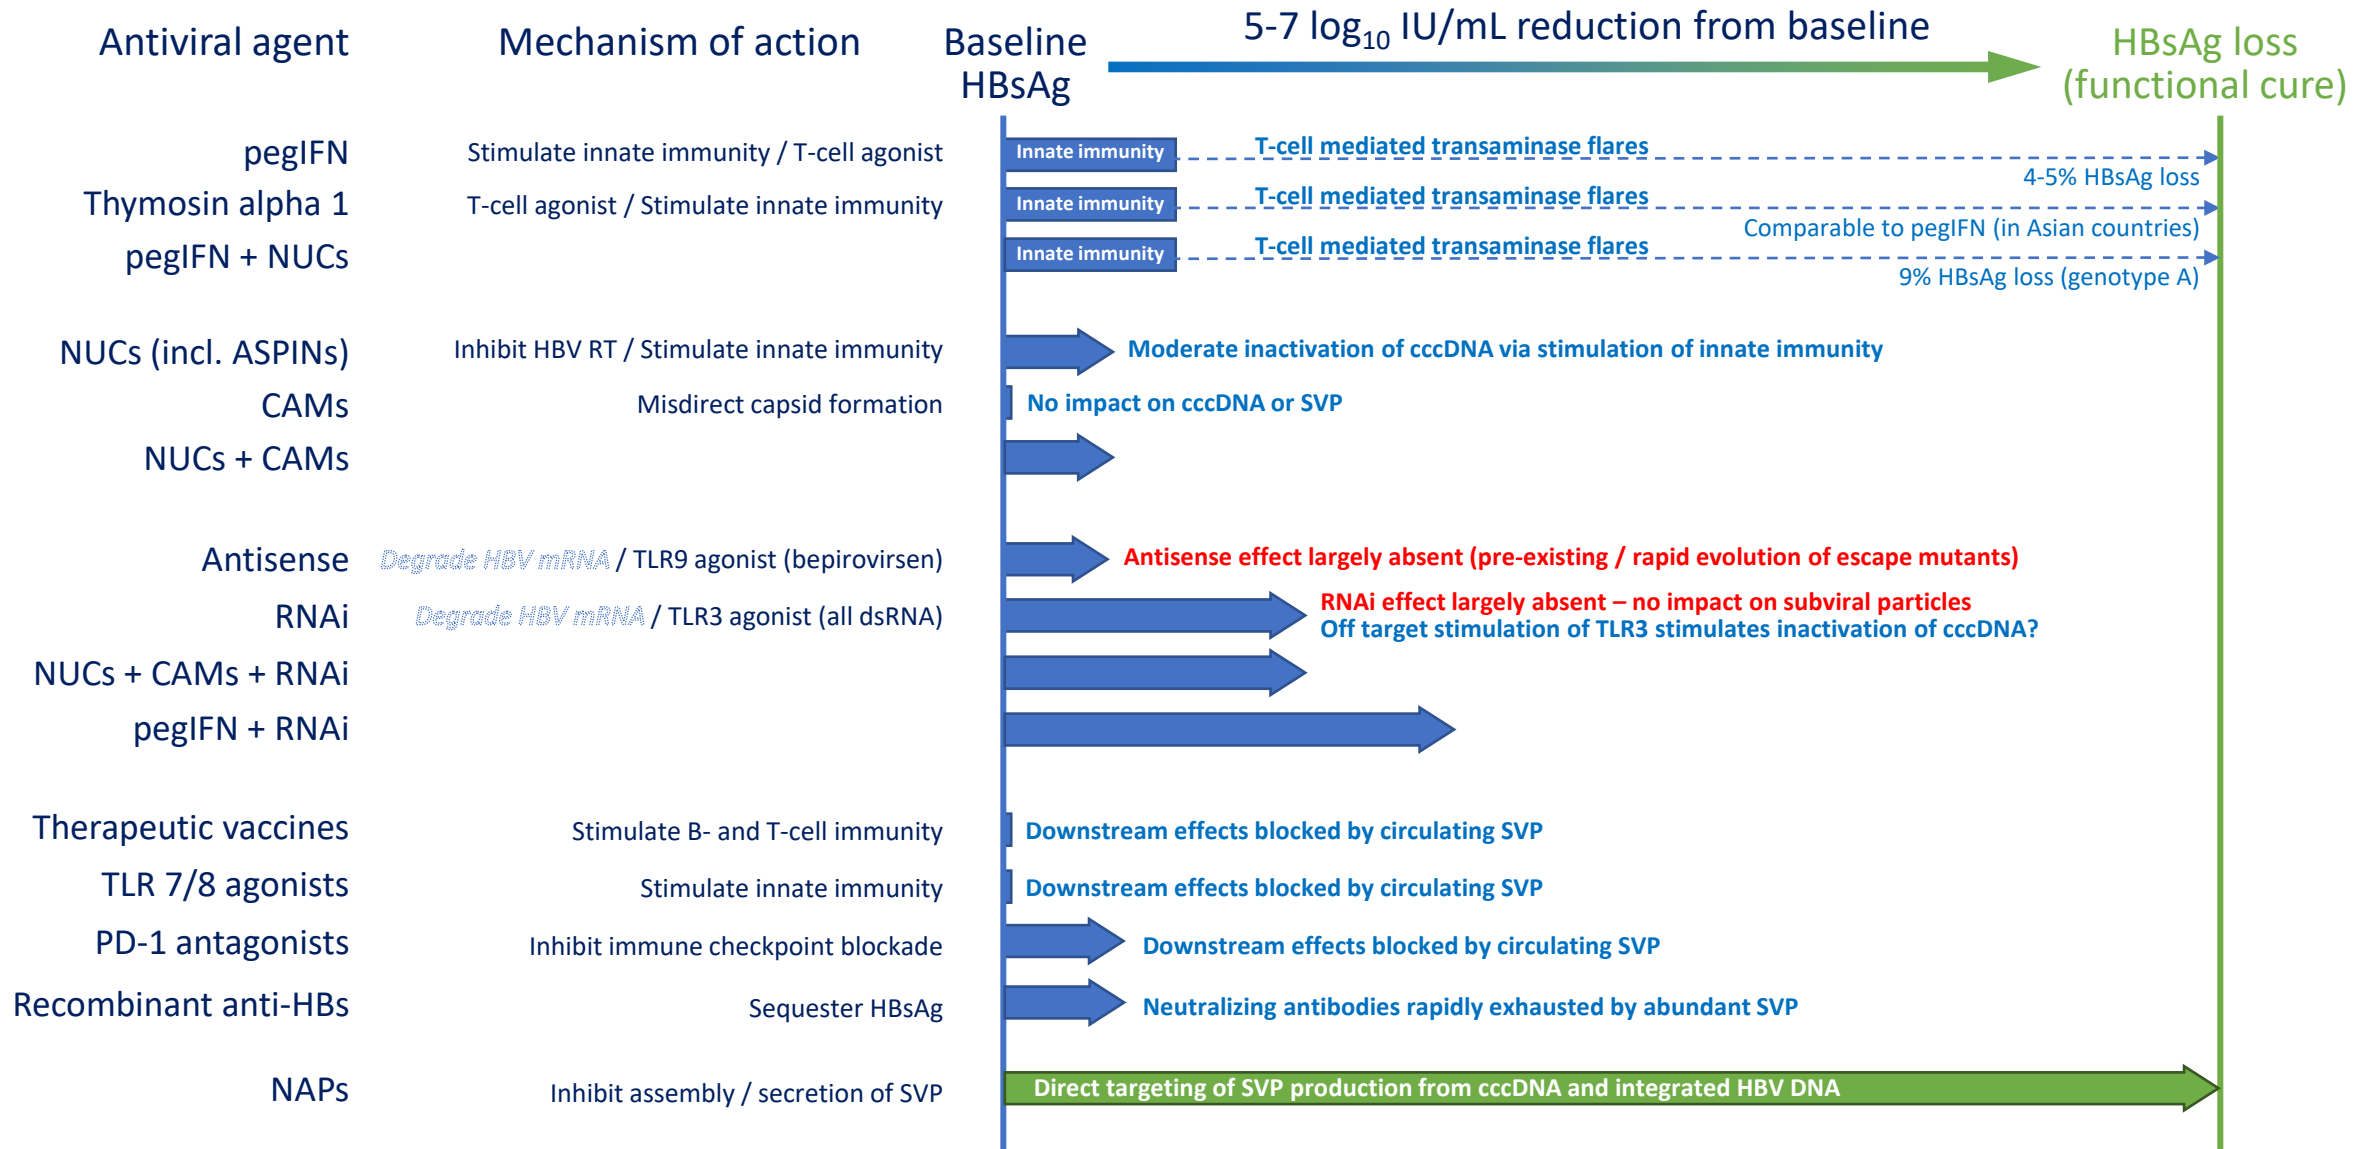 Antiviral agent
Mechanism of action
Baseline
HBsAg
5-7 log10 IU/mL reduction from baseline
HBsAg loss
(functional cure)
pegIFN
Stimulate innate immunity / T-cell agonist
Innate immunity
T-cell mediated transaminase flares
4-5% HBsAg loss
Thymosin alpha 1
T-cell agonist / Stimulate innate immunity
Innate immunity
T-cell mediated transaminase flares
Comparable to pegIFN (in Asian countries)
pegIFN + NUCs
Innate immunity
T-cell mediated transaminase flares
9% HBsAg loss (genotype A)
NUCs (incl. ASPINs)
Inhibit HBV RT / Stimulate innate immunity
Moderate inactivation of cccDNA via stimulation of innate immunity
CAMs
Misdirect capsid formation
No impact on cccDNA or SVP
NUCs + CAMs
Antisense
Degrade HBV mRNA / TLR9 agonist (bepirovirsen)
Antisense effect largely absent (pre-existing / rapid evolution of escape mutants)
RNAi
Degrade HBV mRNA / TLR3 agonist (all dsRNA)
RNAi effect largely absent – no impact on subviral particles
Off target stimulation of TLR3 stimulates inactivation of cccDNA?
NUCs + CAMs + RNAi
pegIFN + RNAi
Therapeutic vaccines
Stimulate B- and T-cell immunity
Downstream effects blocked by circulating SVP
TLR 7/8 agonists
Stimulate innate immunity
Downstream effects blocked by circulating SVP
PD-1 antagonists
Inhibit immune checkpoint blockade
Downstream effects blocked by circulating SVP
Recombinant anti-HBs
Sequester HBsAg
Neutralizing antibodies rapidly exhausted by abundant SVP
NAPs
Inhibit assembly / secretion of SVP
Direct targeting of SVP production from cccDNA and integrated HBV DNA